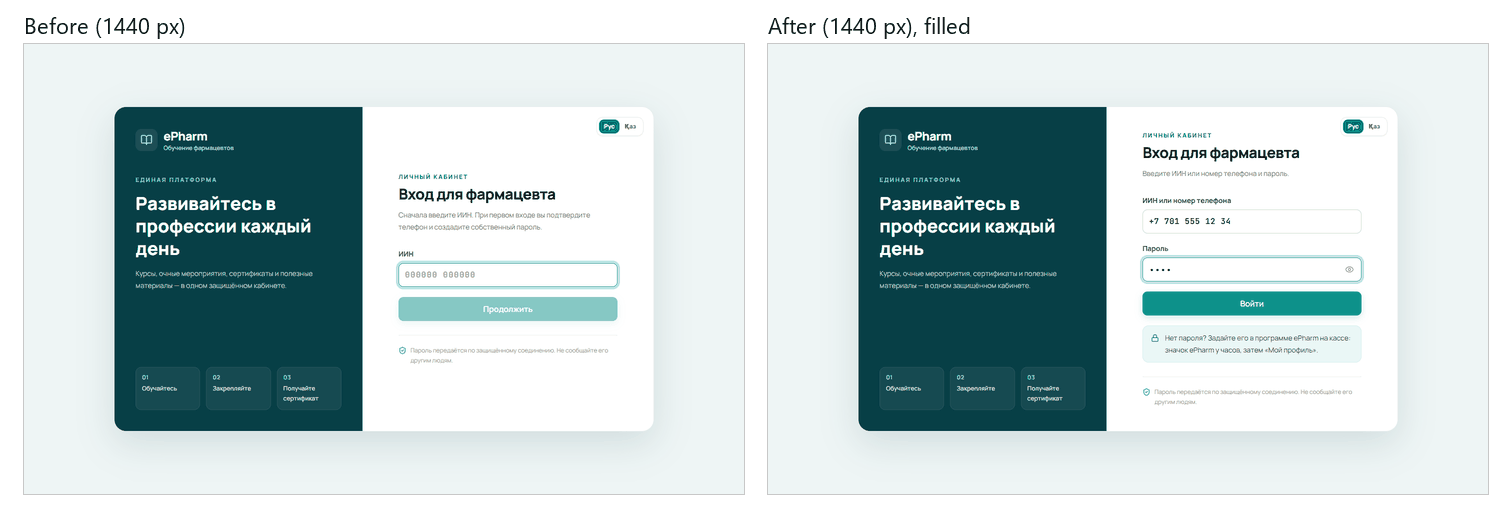 Before (1440 px)
ePharm
Обучение фармацевтов
ЕДИНАЯ ПЛАТФОРМА
Развивайтесь в
профессии каждый
день
Курсы, очные мероприятия, сертификаты и полезные
материалы — в одном защищённом кабинете.
01
Обучайтесь
02
Закрепляйте
03
Получайте
сертификат
Рус Қаз
ЛИЧНЫЙ КАБИНЕТ
Вход для фармацевта
Сначала введите ИИН. При первом входе вы подтвердите
телефон и создадите собственный пароль.
ИИН
000000 000000
Продолжить
Пароль передаётся по защищённому соединению. Не сообщайте его
другим людям.
After (1440 px), filled
ePharm
Обучение фармацевтов
ЕДИНАЯ ПЛАТФОРМА
Развивайтесь в
профессии каждый
день
Курсы, очные мероприятия, сертификаты и полезные
материалы — в одном защищённом кабинете.
01
Обучайтесь
02
Закрепляйте
03
Получайте
сертификат
Рус Қаз
ЛИЧНЫЙ КАБИНЕТ
Вход для фармацевта
Введите ИИН или номер телефона и пароль.
ИИН или номер телефона
+7 701 555 12 34
Пароль
••••
Войти
Нет пароля? Задайте его в программе ePharm на кассе:
значок ePharm у часов, затем «Мой профиль».
Пароль передаётся по защищённому соединению. Не сообщайте его
другим людям.